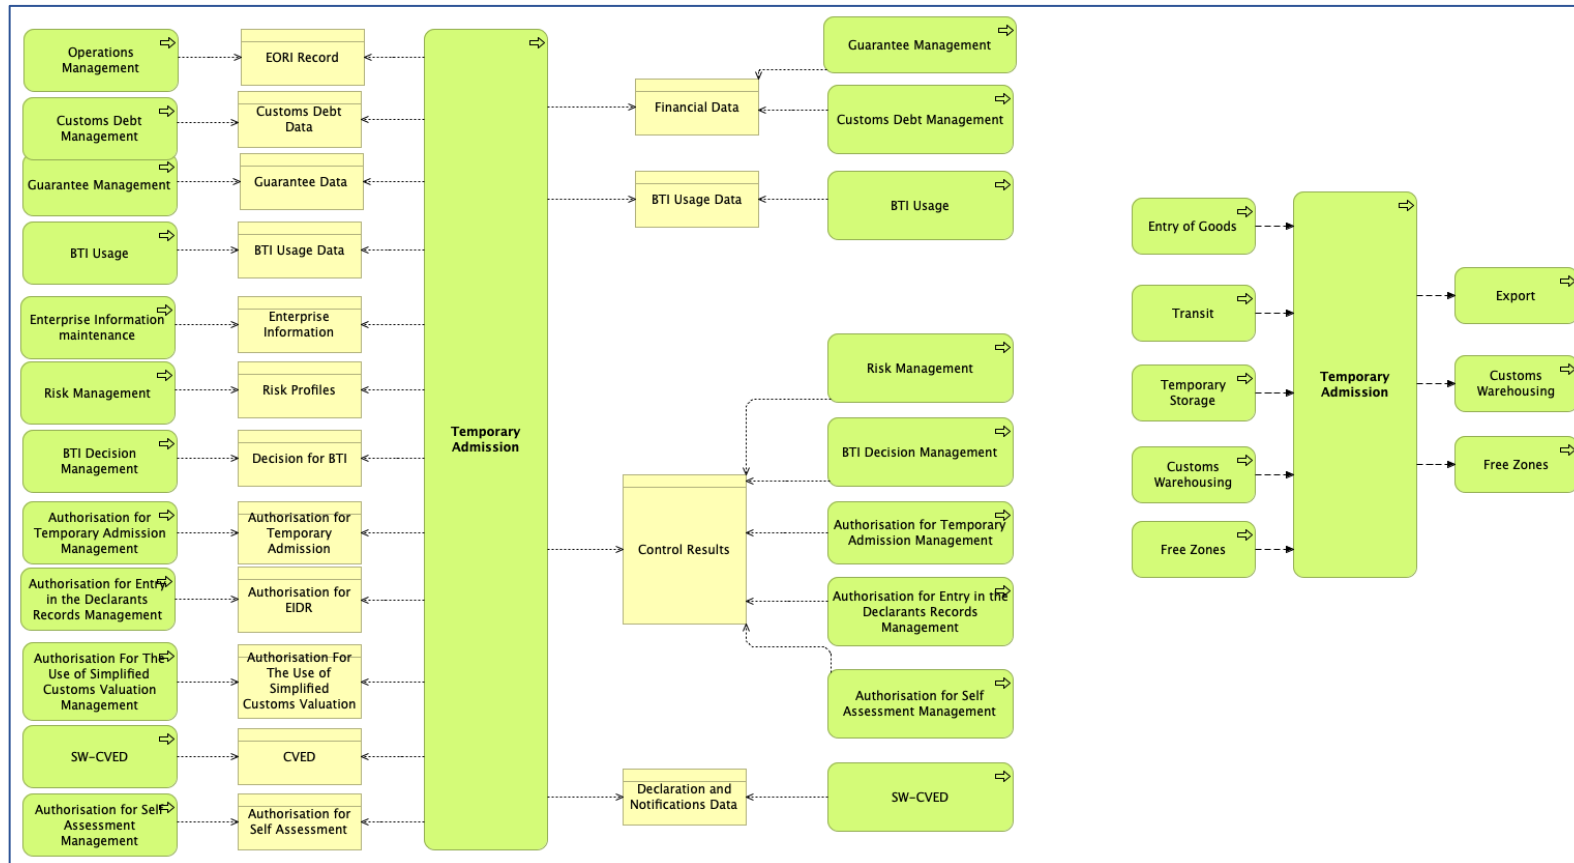 Operations
Management
EORI Record
Customs Debt
Management
Customs Debt
Data
Guarantee Management
Guarantee Data
BTI Usage
BTI Usage Data
Enterprise Information
maintenance
Enterprise
Information
Risk Management
Risk Profiles
BTI Decision
Management
Decision for BTI
Authorisation for
Temporary Admission
Management
Authorisation for
Temporary
Admission
Authorisation for Entry
in the Declarants
Records Management
Authorisation for
EIDR
Authorisation For The
Use of Simplified
Customs Valuation
Management
Authorisation For
The Use of
Simplified
Customs Valuation
SW-CVED
CVED
Authorisation for Self
Assessment
Management
Authorisation for
Self Assessment
Temporary
Admission
Financial Data
BTI Usage Data
Control Results
Declaration and
Notifications Data
Guarantee Management
Customs Debt Management
BTI Usage
Risk Management
BTI Decision Management
Authorisation for Temporary
Admission Management
Authorisation for Entry in the
Declarants Records
Management
Authorisation for Self
Assessment Management
SW-CVED
Entry of Goods
Transit
Temporary
Storage
Customs
Warehousing
Free Zones
Temporary
Admission
Export
Customs
Warehousing
Free Zones